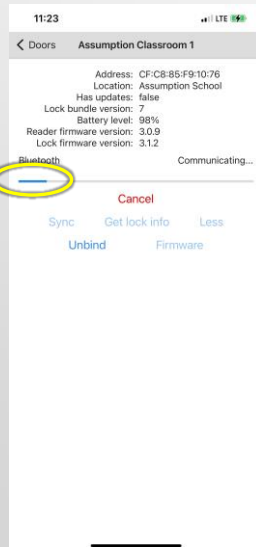 11:23 LTE
Doors Assumption Classroom 1
Address: CF:C8:85:F9:10:76
Location: Assumption School
Has updates: false
Lock bundle version: 7
Battery level: 98%
Reader firmware version: 3.0.9
Lock firmware version: 3.1.2
Bluetooth Communicating...
Cancel
Sync Get lock info Less
Unbind Firmware